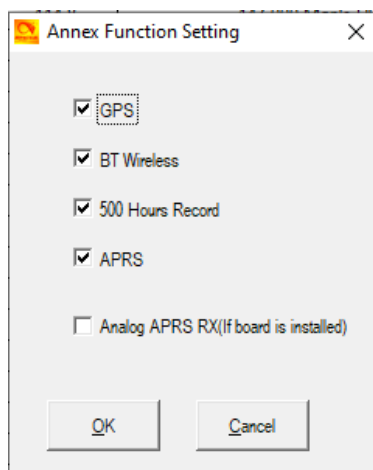 Annex Function Setting
GPS
BT Wireless
500 Hours Record
APRS
Analog APRS RX(If board is installed)
OK
Cancel